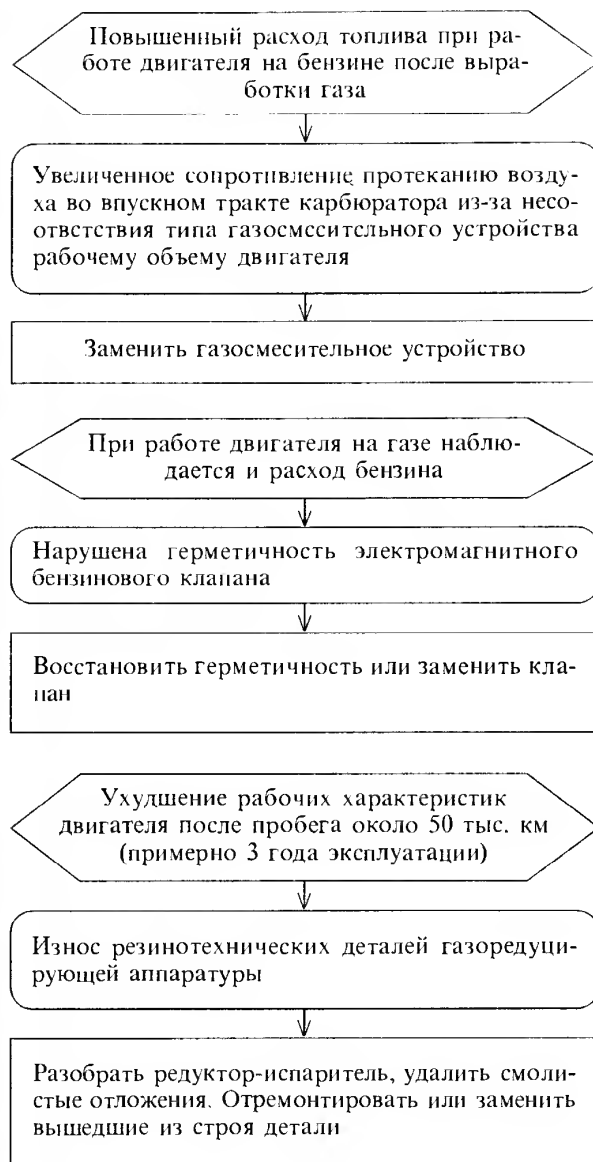 Повышенный расход топлива при ра-
боте двигателя на бензине после выра-
ботки газа
Увеличенное сопротивление протеканию возду-
ха во впускном тракте карбюратора из-за несо-
ответствия типа газосмесительного устройства
рабочему объему двигателя
Заменить газосмесительное устройство
При работе двигателя на газе наблю-
дается и расход бензина
Нарушена герметичность электромагнитного
бензинового клапана
Восстановить герметичность или заменить кла-
пан
Ухудшение рабочих характеристик
двигателя после пробега около 50 тыс. км
(примерно 3 года эксплуатации)
Износ резинотехнических деталей газоредуци-
рующей аппаратуры
Разобрать редуктор-испаритель, удалить смоли-
стые отложения. Отремонтировать или заменить
вышедшие из строя детали